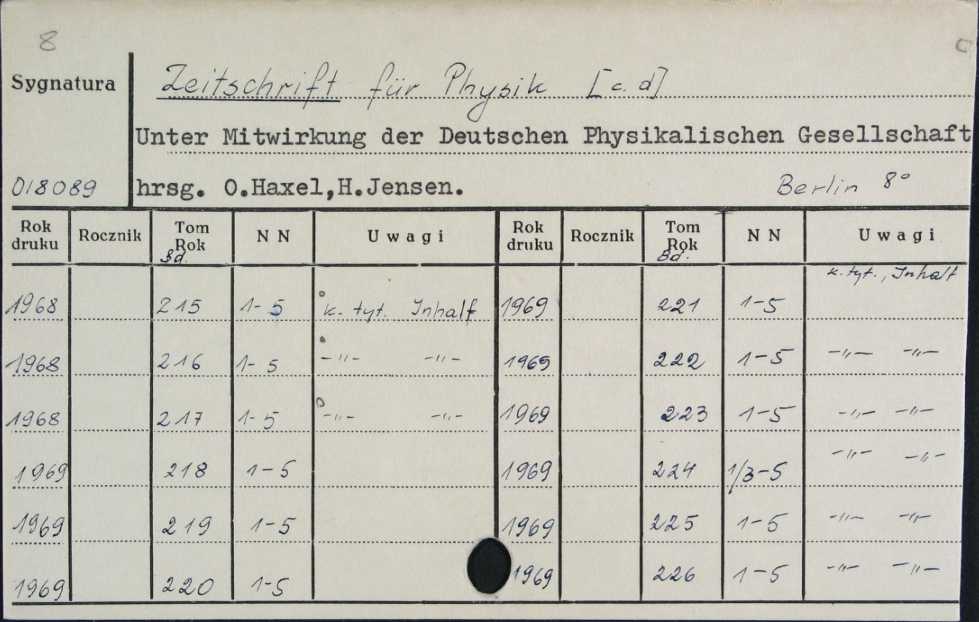 8
Sygnatura Zeitschrift für Physik [c. d]
Unter Mitwirkung der Deutschen Physikalischen Gesellschaft
018089 hrsg. O.Haxel,H.Jensen. Berlin 8°
Rok druku Rocznik Tom Rok Bd. N N Uwagi Rok druku Rocznik Tom Rok Bd. N N Uwagi
k. tyt., Inhalt
1968 215 1-5 k. tyt. Inhalt 1969 221 1-5
1968 216 1-5 -"- -"- 1969 222 1-5 -"- -"-
1968 217 1-5 -"- -"- 1969 223 1-5 -"- -"-
1969 218 1-5 1969 224 1/3-5 -"- -"-
1969 219 1-5 1969 225 1-5 -"- -"-
1969 220 1-5 1969 226 1-5 -"- -"-